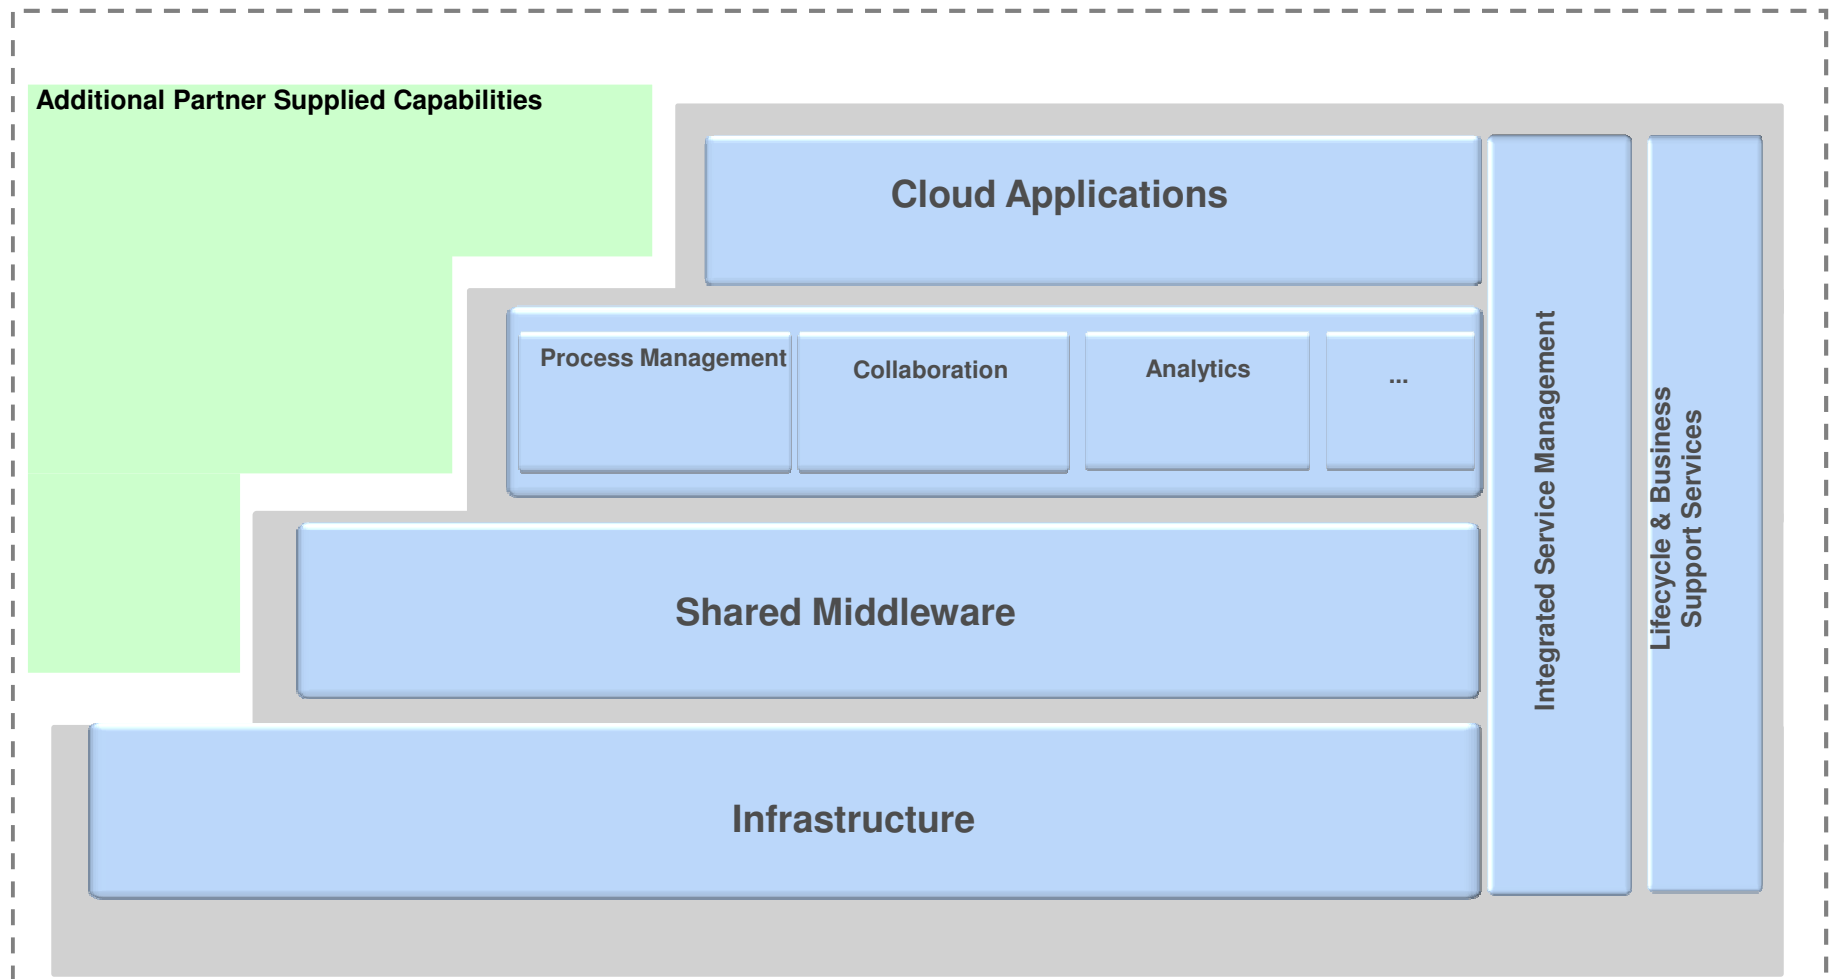 Additional Partner Supplied Capabilities
Cloud Applications
Process Management
Collaboration
Analytics
...
Shared Middleware
Infrastructure
Integrated Service Management
Lifecycle & Business
Support Services